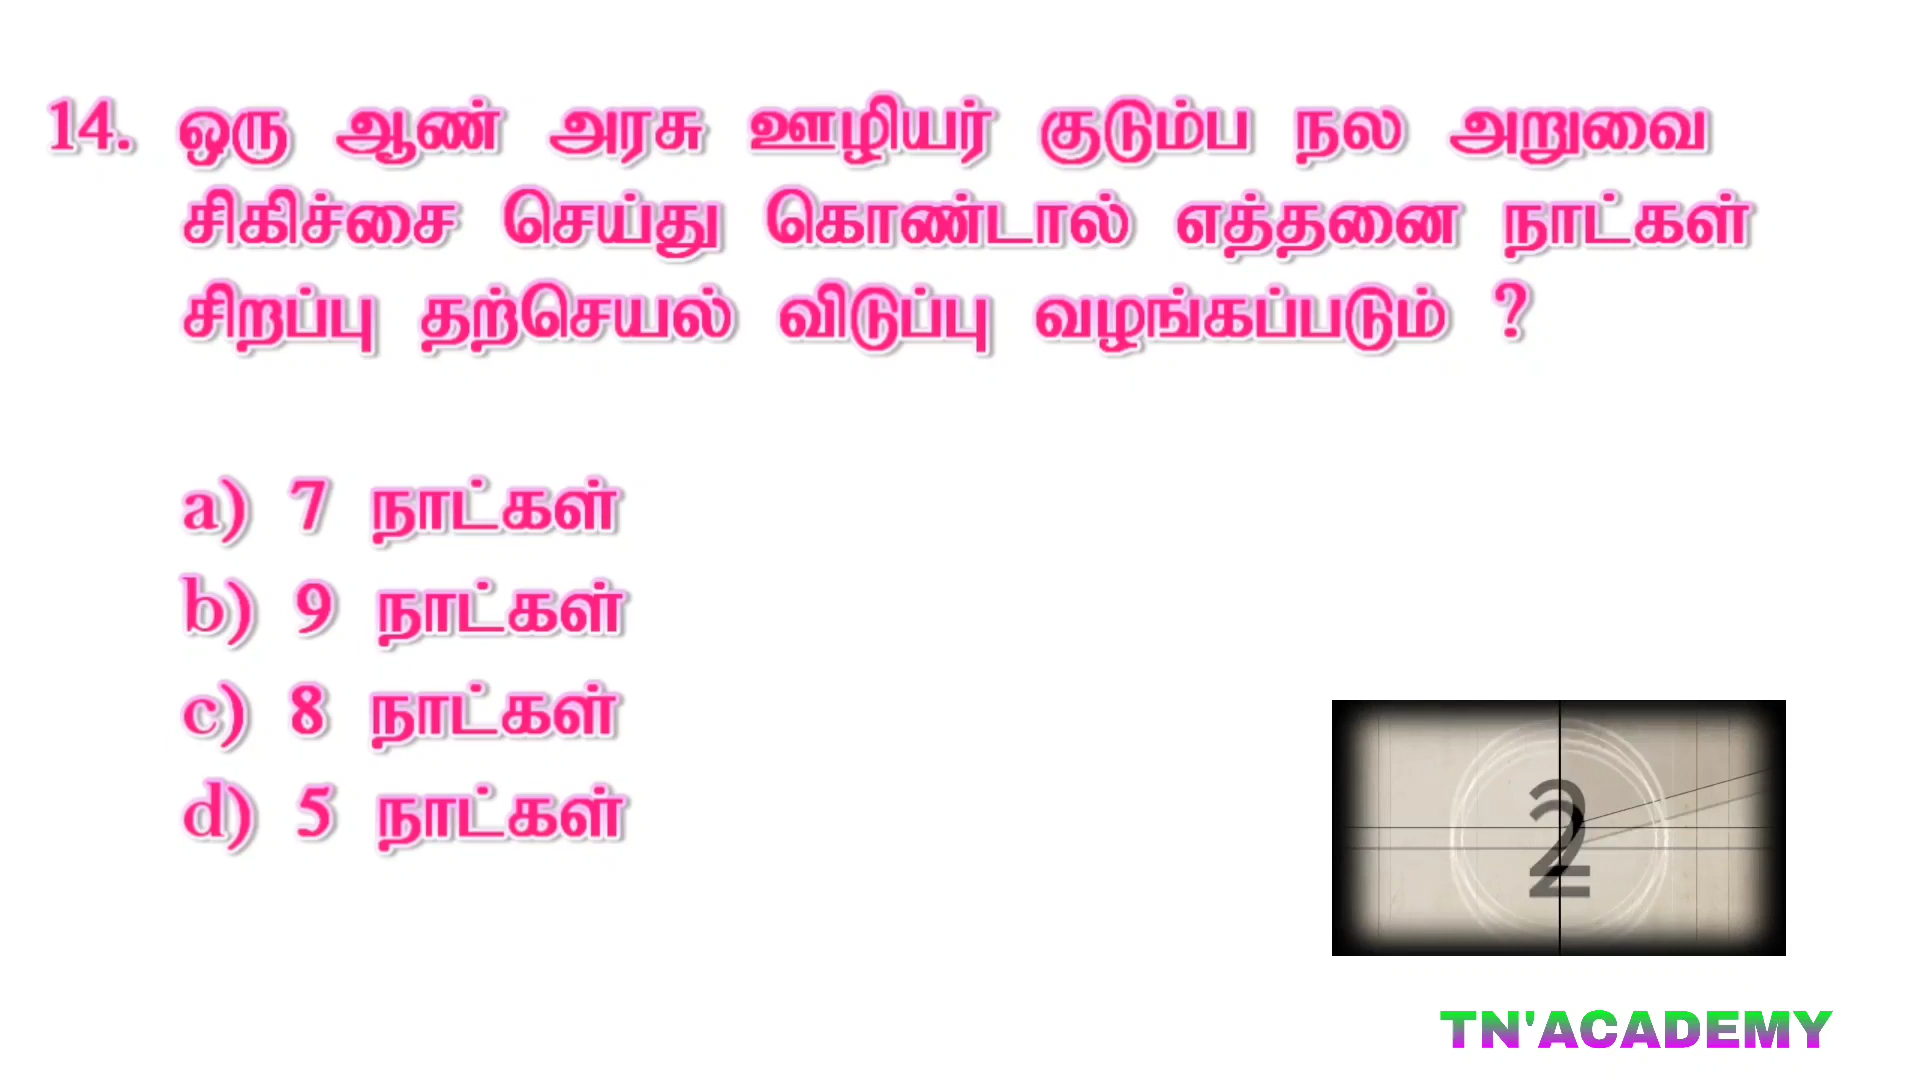 14. ஒரு ஆண் அரசு ஊழியர் குடும்ப நல அறுவை
சிகிச்சை செய்து கொண்டால் எத்தனை நாட்கள்
சிறப்பு தற்செயல் விடுப்பு வழங்கப்படும் ?
a) 7 நாட்கள்
b) 9 நாட்கள்
c) 8 நாட்கள்
d) 5 நாட்கள்
2
TN'ACADEMY